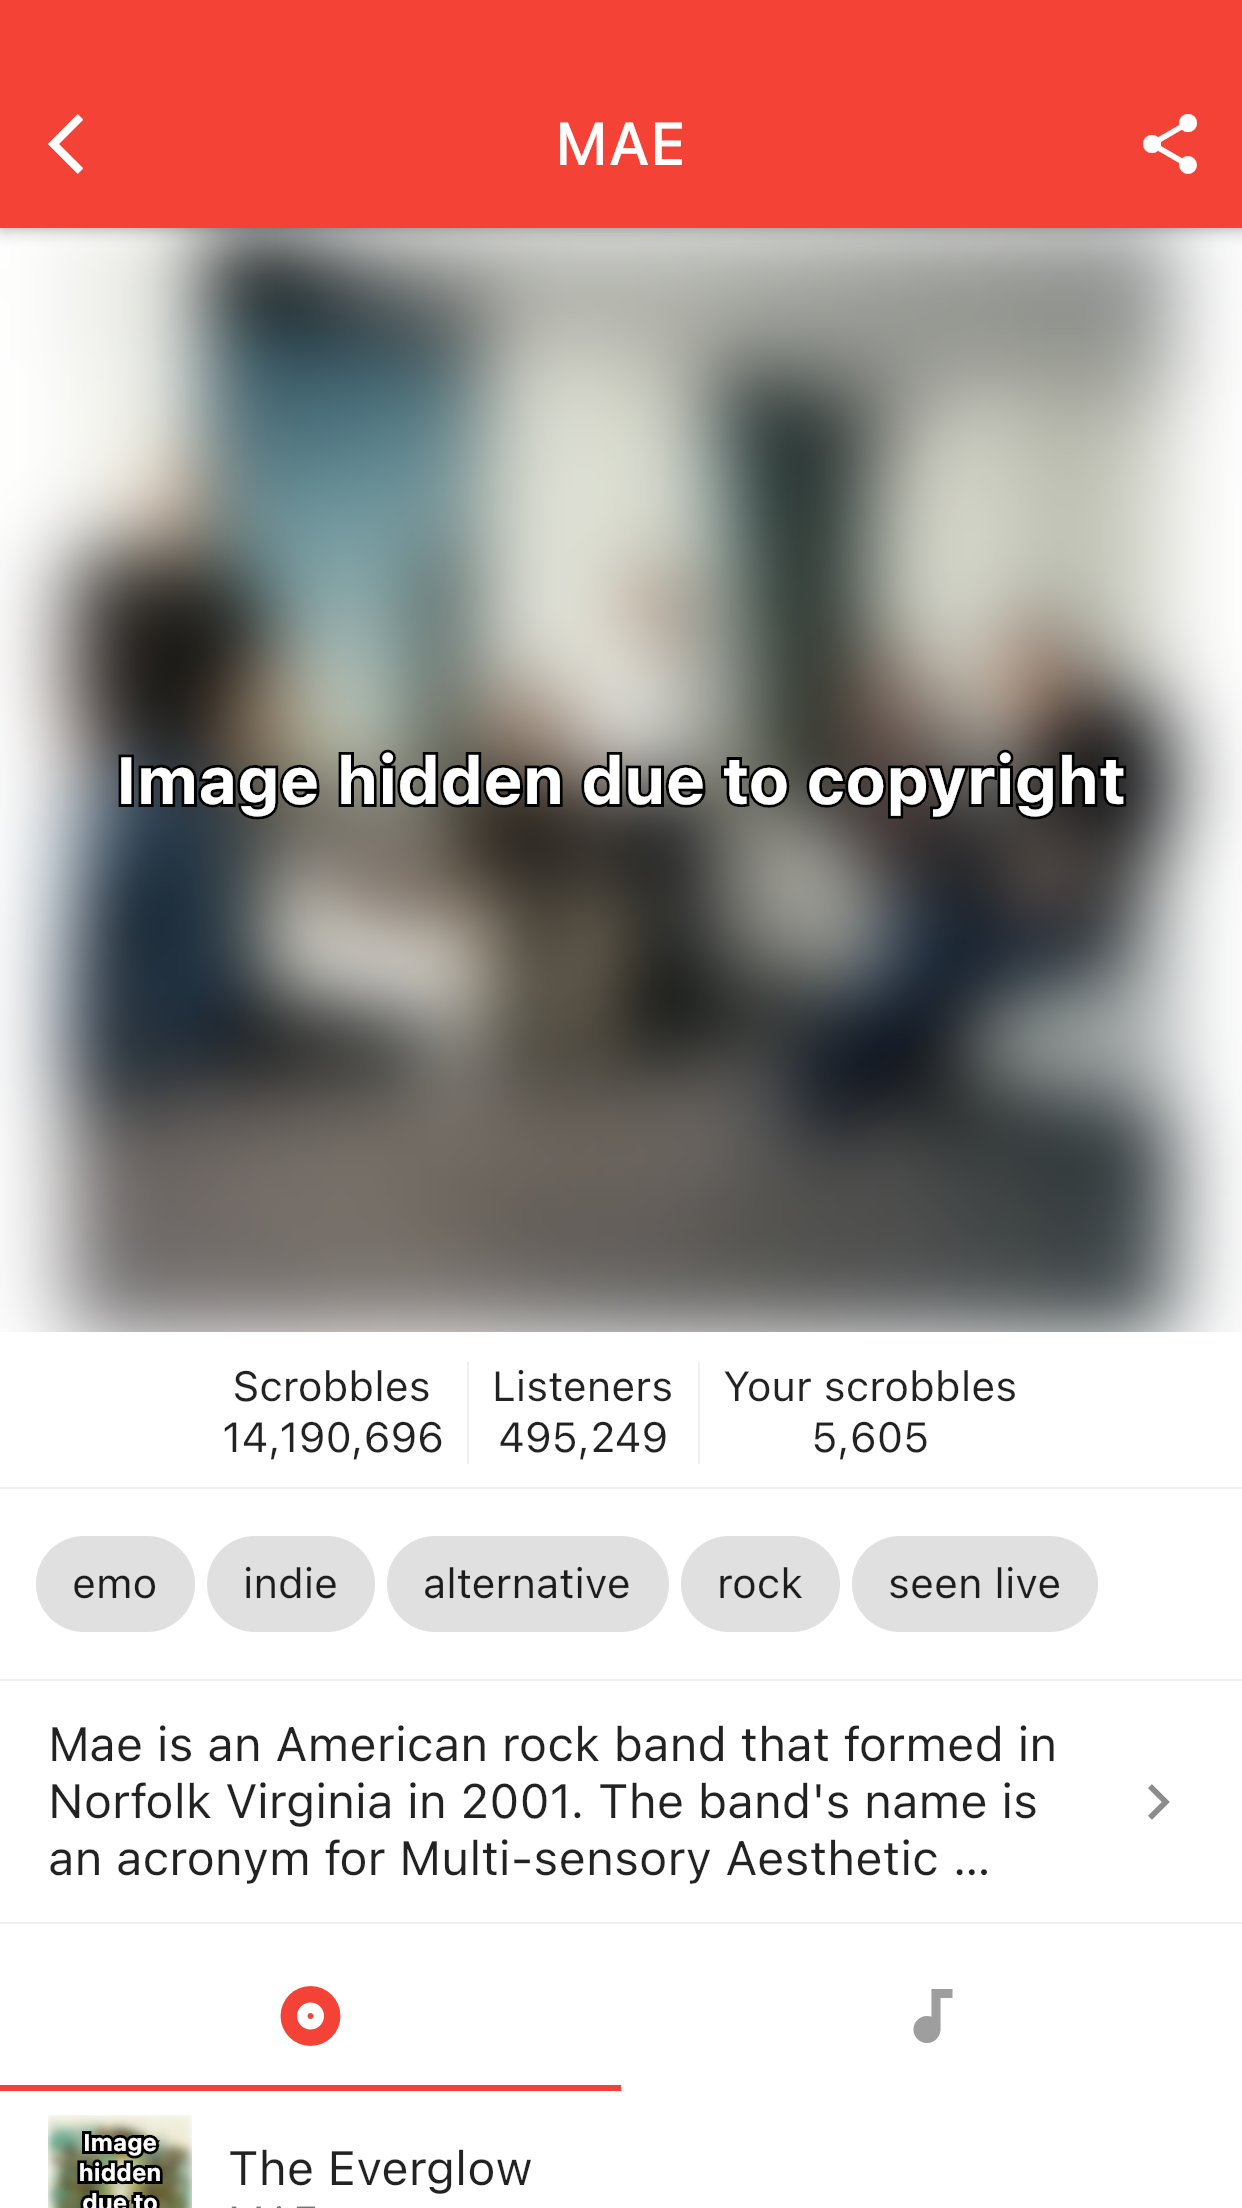 MAE
Image hidden due to copyright
Scrobbles
14,190,696
Listeners
495,249
Your scrobbles
5,605
emo
indie
alternative
rock
seen live
Mae is an American rock band that formed in
Norfolk Virginia in 2001. The band's name is
an acronym for Multi-sensory Aesthetic ...
Image
hidden
due to
The Everglow